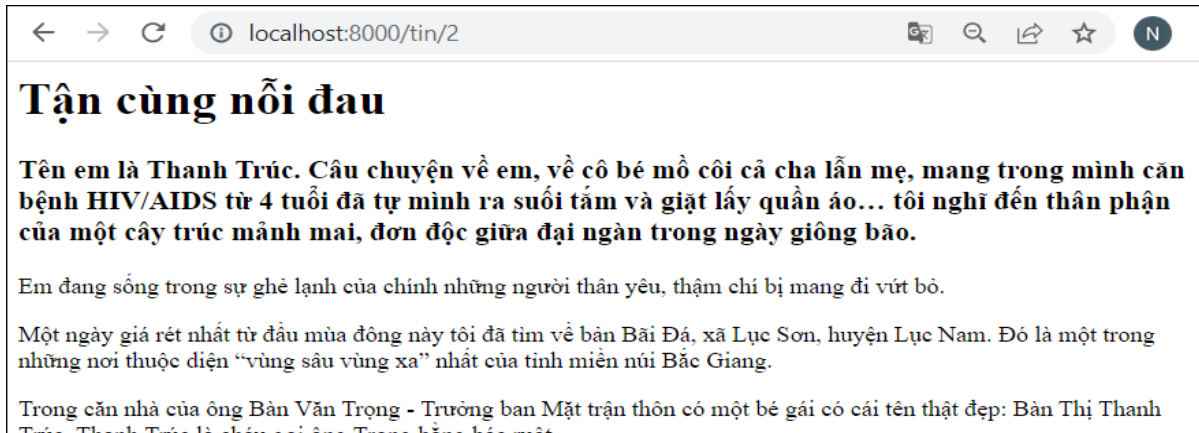 localhost:8000/tin/2
N
Tận cùng nỗi đau
Tên em là Thanh Trúc. Câu chuyện về em, về cô bé mồ côi cả cha lẫn mẹ, mang trong mình căn
bệnh HIV/AIDS từ 4 tuổi đã tự mình ra suối tắm và giặt lấy quần áo… tôi nghĩ đến thân phận
của một cây trúc mảnh mai, đơn độc giữa đại ngàn trong ngày giông bão.
Em đang sống trong sự ghẻ lạnh của chính những người thân yêu, thậm chí bị mang đi vứt bỏ.
Một ngày giá rét nhất từ đầu mùa đông này tôi đã tìm về bản Bãi Đá, xã Lục Sơn, huyện Lục Nam. Đó là một trong
những nơi thuộc diện “vùng sâu vùng xa” nhất của tỉnh miền núi Bắc Giang.
Trong căn nhà của ông Bàn Văn Trọng - Trưởng ban Mặt trận thôn có một bé gái có cái tên thật đẹp: Bàn Thị Thanh